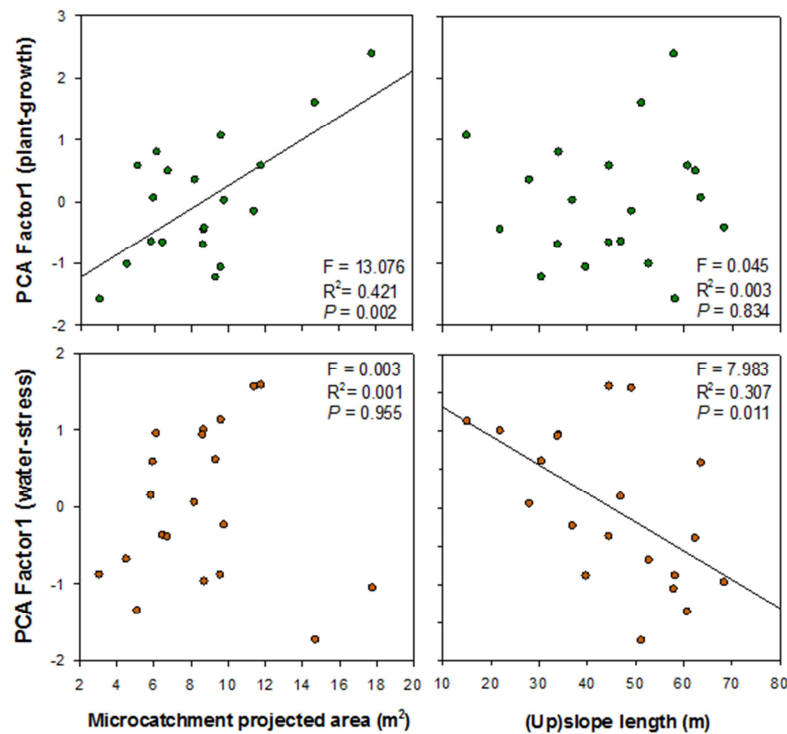 3
2
1
0
-1
-2
PCA Factor1 (plant-growth)
F = 13.076
R²= 0.421
P = 0.002
F = 0.045
R²= 0.003
P = 0.834
2
1
0
-1
-2
PCA Factor1 (water-stress)
F = 0.003
R²= 0.001
P = 0.955
F = 7.983
R²= 0.307
P = 0.011
2 4 6 8 10 12 14 16 18 20
10 20 30 40 50 60 70 80
Microcatchment projected area (m²)
(Up)slope length (m)